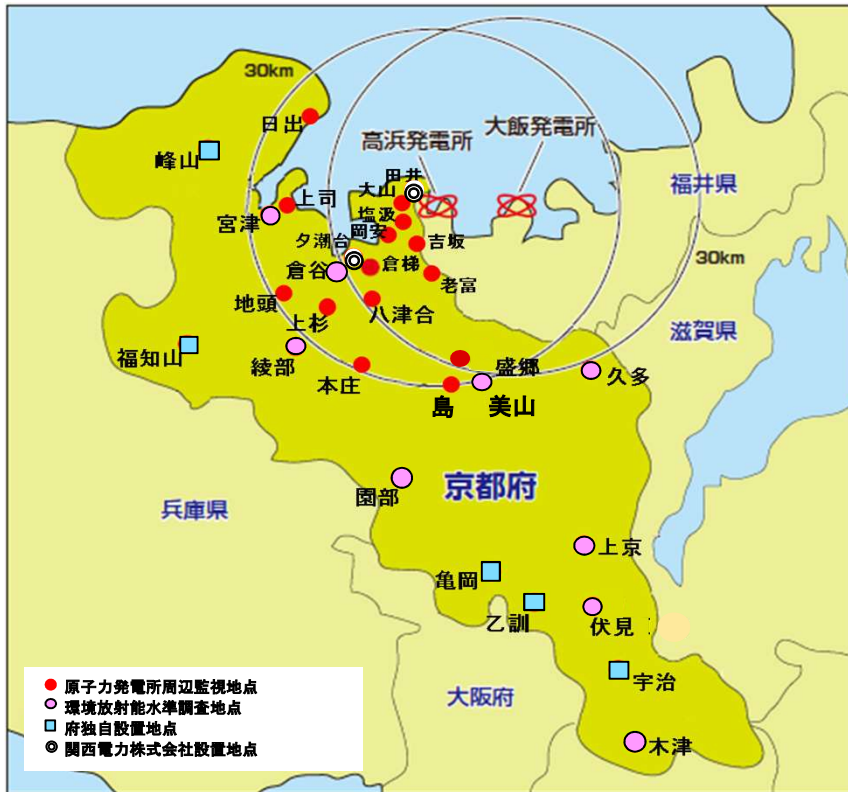 30km
日出
高浜発電所
大飯発電所
峰山
田井
大山
福井県
上司
塩汲
宮津
岡安
夕潮台
吉坂
30km
倉谷
倉梯
老富
地頭
八津合
上杉
滋賀県
福知山
綾部
盛郷
本庄
久多
島
美山
京都府
園部
兵庫県
上京
亀岡
乙訓
伏見
宇治
大阪府
木津
原子力発電所周辺監視地点
環境放射能水準調査地点
府独自設置地点
関西電力株式会社設置地点